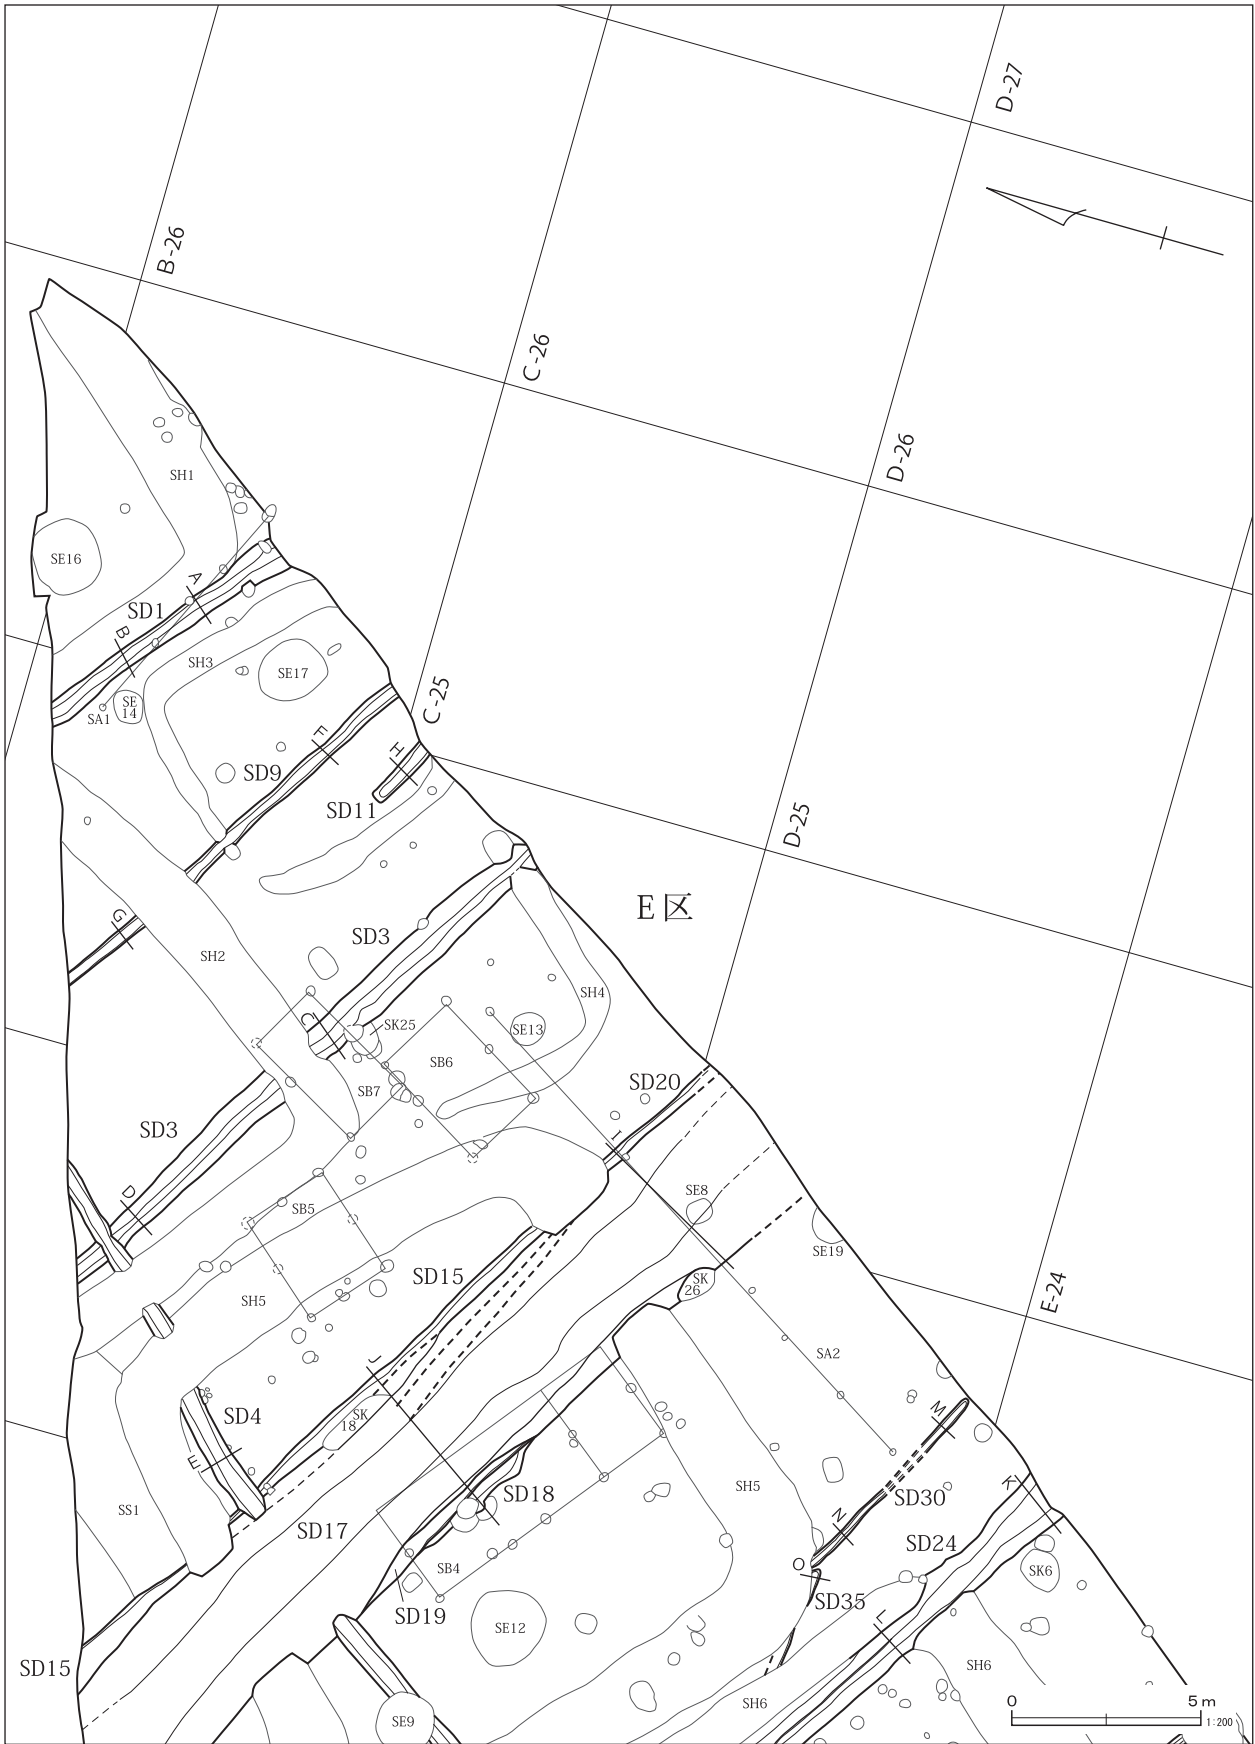 D-27
B-26
C-26
D-26
SH1
SE16
A
SD1
B
SH3
SE17
SE
14
SA1
C-25
F
H
SD9
SD11
D-25
E区
G
SD3
SH2
SH4
C
SK25
SE13
SB6
SD20
SB7
SD3
I
D
SE8
SB5
SE19
SD15
SK
26
E-24
SH5
SA2
J
SD4
SK
18
M
E
SH5
SD18
SD30
K
SS1
SD17
N
SD24
O
SB4
SK6
SD35
SD19
L
SE12
SD15
SH6
SH6
SE9
0
5m
1:200